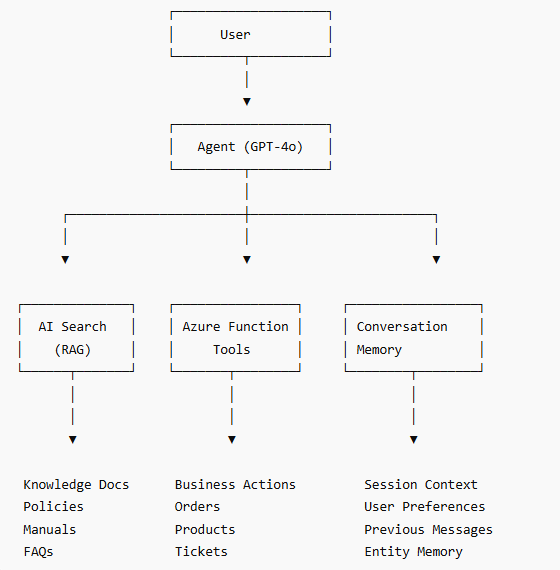 User
Agent (GPT-4o)
AI Search
(RAG)
Azure Function
Tools
Conversation
Memory
Knowledge Docs
Policies
Manuals
FAQs
Business Actions
Orders
Products
Tickets
Session Context
User Preferences
Previous Messages
Entity Memory